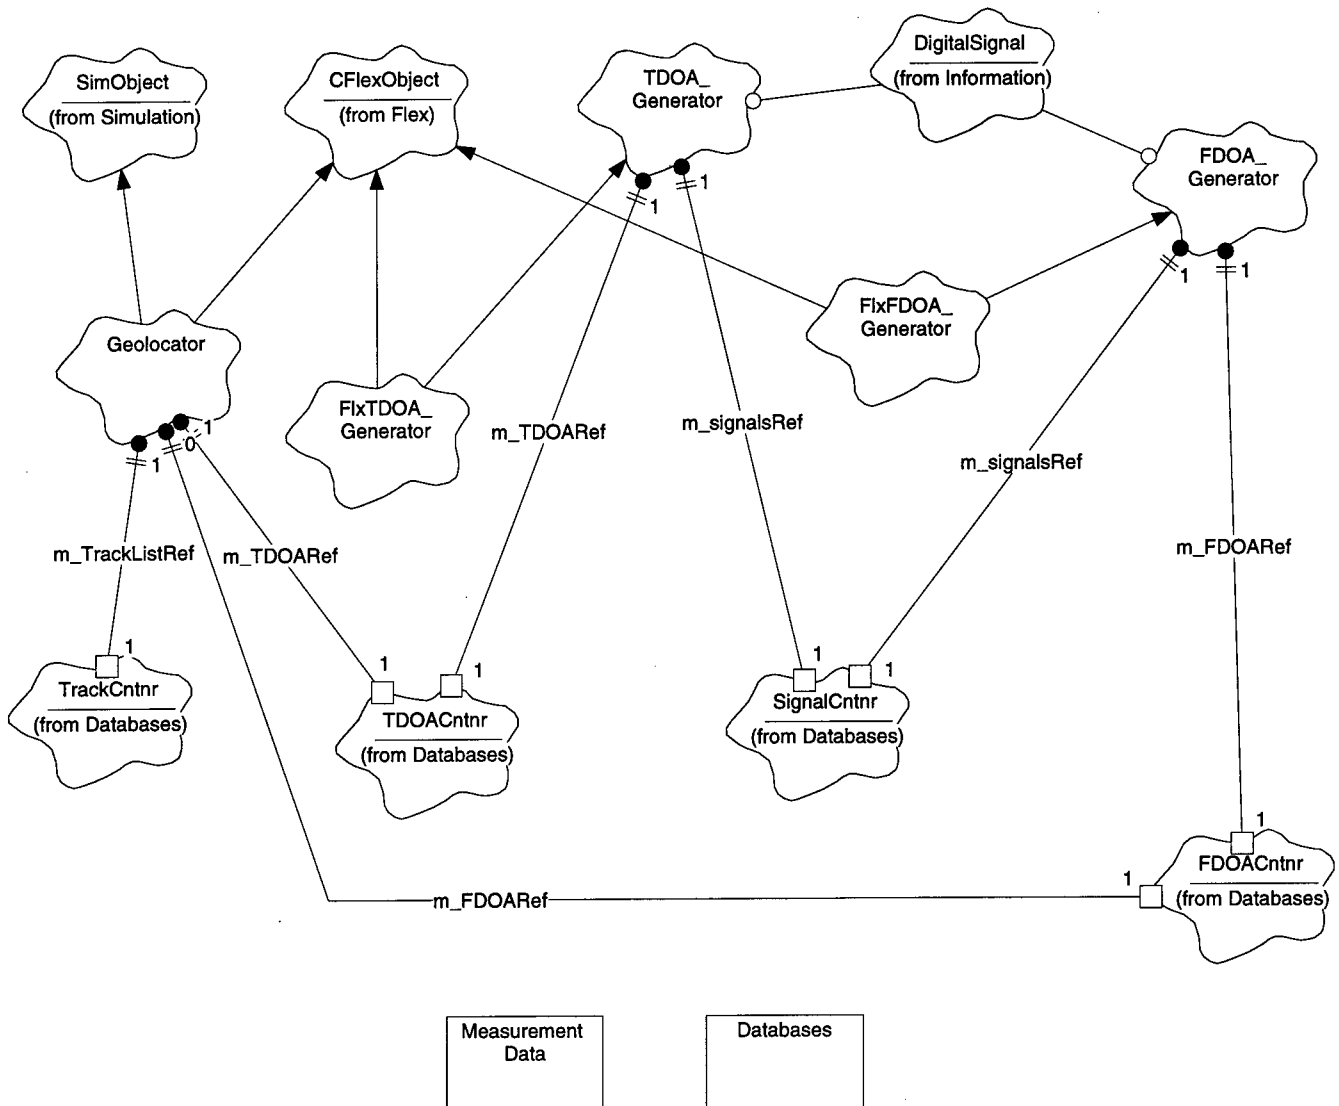 SimObject
(from Simulation)
CFlexObject
(from Flex)
TDOA_
Generator
DigitalSignal
(from Information)
FDOA_
Generator
1
1
1
1
Geolocator
FlxTDOA_
Generator
FlxFDOA_
Generator
1
0
1
m_TDOARef
m_signalsRef
m_signalsRef
m_TrackListRef
m_TDOARef
m_FDOARef
1
TrackCntnr
(from Databases)
1
1
TDOACntnr
(from Databases)
1
1
SignalCntnr
(from Databases)
1
1
FDOACntnr
(from Databases)
m_FDOARef
Measurement
Data
Databases